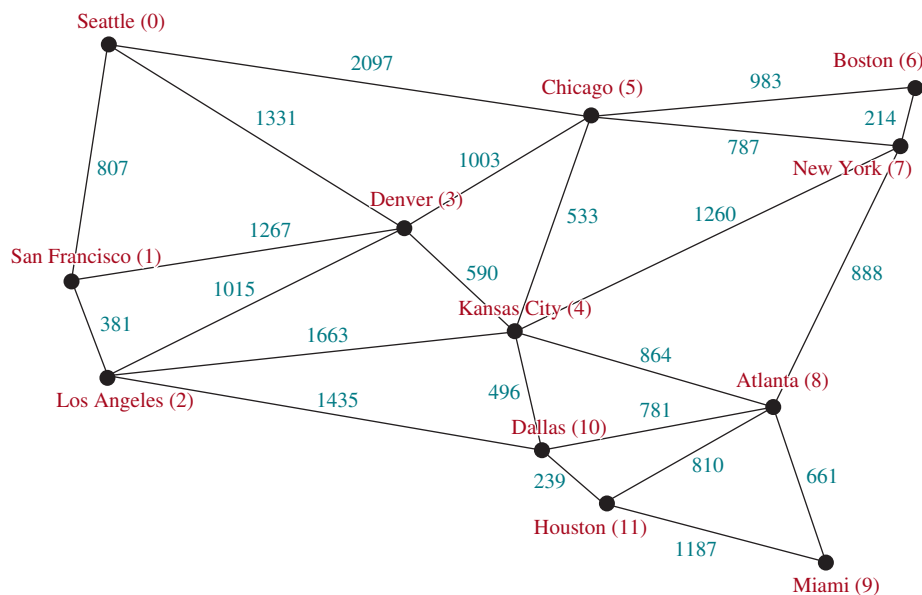 Seattle (0)
2097
Boston (6)
983
Chicago (5)
214
1331
787
1003
New York (7)
807
Denver (3)
533
1260
1267
San Francisco (1)
590
888
1015
Kansas City (4)
381
1663
864
Atlanta (8)
Los Angeles (2)
1435
496
781
Dallas (10)
810
239
661
Houston (11)
1187
Miami (9)